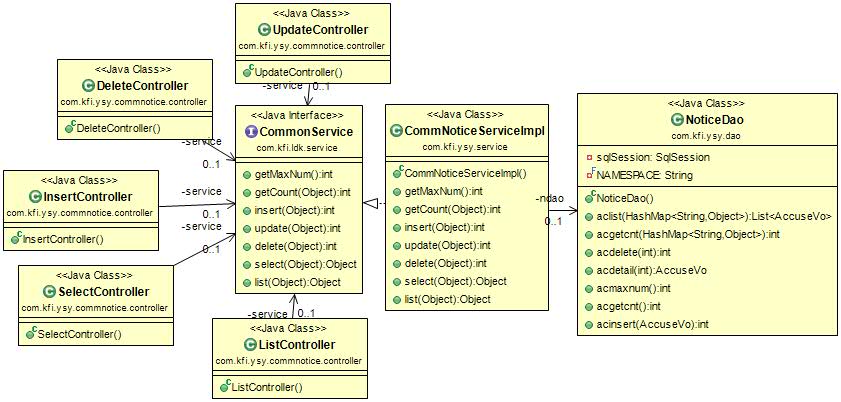 <<Java Class>>
UpdateController
com.kfi.ysy.commnotice.controller
UpdateController()
-service
0..1
<<Java Class>>
DeleteController
com.kfi.ysy.commnotice.controller
DeleteController()
-service
0..1
<<Java Class>>
InsertController
com.kfi.ysy.commnotice.controller
InsertController()
-service
0..1
<<Java Class>>
SelectController
com.kfi.ysy.commnotice.controller
SelectController()
-service
0..1
<<Java Interface>>
CommonService
com.kfi.ldk.service
getMaxNum():int
getCount(Object):int
insert(Object):int
update(Object):int
delete(Object):int
select(Object):Object
list(Object):Object
-service
0..1
<<Java Class>>
ListController
com.kfi.ysy.commnotice.controller
ListController()
<<Java Class>>
CommNoticeServiceImpl
com.kfi.ysy.service
CommNoticeServiceImpl()
getMaxNum():int
getCount(Object):int
insert(Object):int
update(Object):int
delete(Object):int
select(Object):Object
list(Object):Object
-ndao
0..1
<<Java Class>>
NoticeDao
com.kfi.ysy.dao
sqlSession: SqlSession
NAMESPACE: String
NoticeDao()
aclist(HashMap<String,Object>):List<AccuseVo>
acgetcnt(HashMap<String,Object>):int
acdelete(int):int
acdetail(int):AccuseVo
acmaxnum():int
acgetcnt():int
acinsert(AccuseVo):int